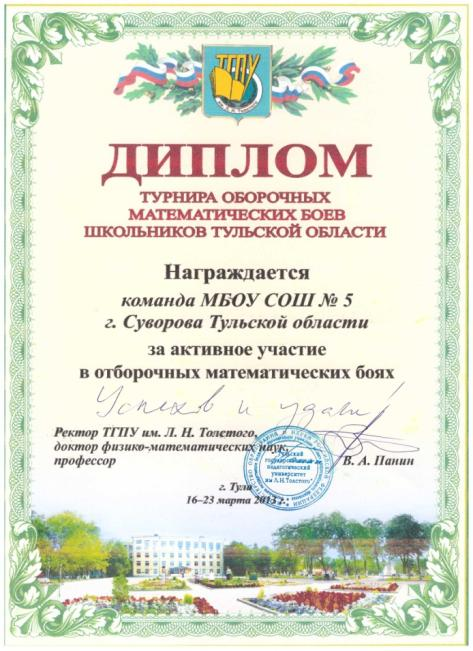 ТГПУ
ДИПЛОМ
ТУРНИРА ОБОРОЧНЫХ
МАТЕМАТИЧЕСКИХ БОЕВ
ШКОЛЬНИКОВ ТУЛЬСКОЙ ОБЛАСТИ
Награждается
команда МБОУ СОШ № 5
г. Суворова Тульской области
за активное участие
в отборочных математических боях
Успехов и удачи!
Ректор ТГПУ им. Л. Н. Толстого,
доктор физико-математических наук,
профессор
В. А. Панин
Тульский
государственный
педагогический
университет
им Л.Н.Толстого
г. Тула
16–23 марта 2013 г.